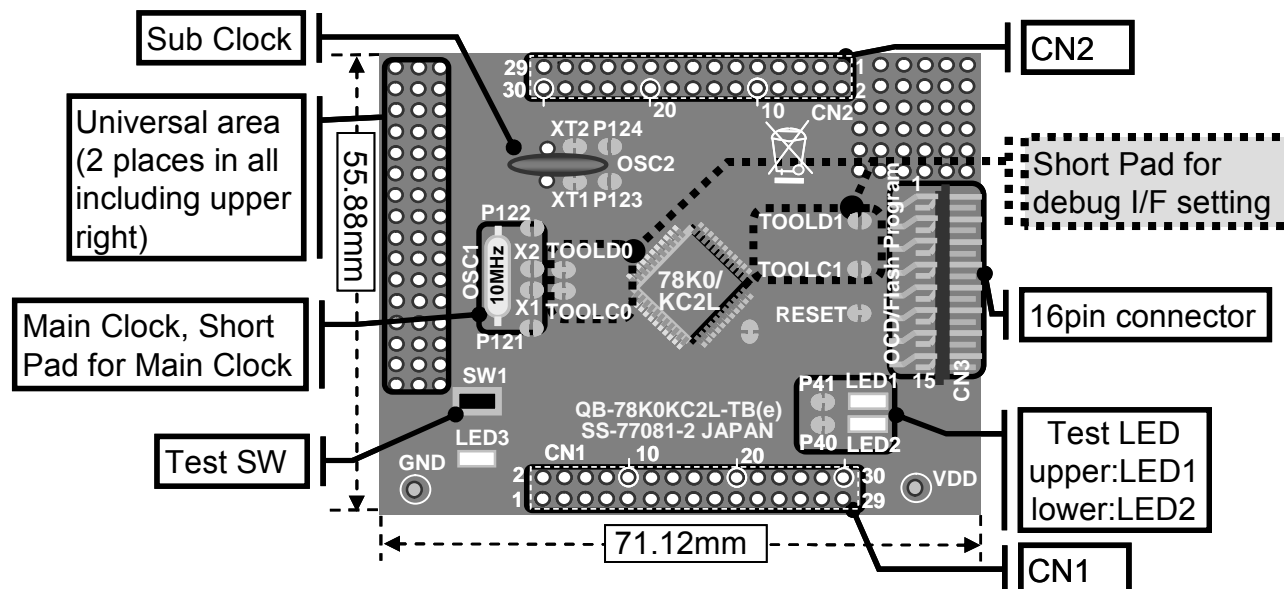 Sub Clock
CN2
29
1
30
20
10
2
CN2
Universal area
(2 places in all
including upper
right)
55.88mm
XT2 P124
OSC2
XT1 P123
Short Pad for
debug I/F setting
1
P122
TOOLD1
OSC1
10MHz
X2
TOOLD0
78K0/
KC2L
TOOLC1
OCD/Flash Program
X1
TOOLC0
RESET
16pin connector
P121
Main Clock, Short
Pad for Main Clock
SW1
P41
LED1
15
CN3
QB-78K0KC2L-TB(e)
SS-77081-2 JAPAN
P40
LED2
LED3
Test SW
Test LED
upper:LED1
lower:LED2
GND
CN1
10
20
2
30
VDD
1
29
71.12mm
CN1